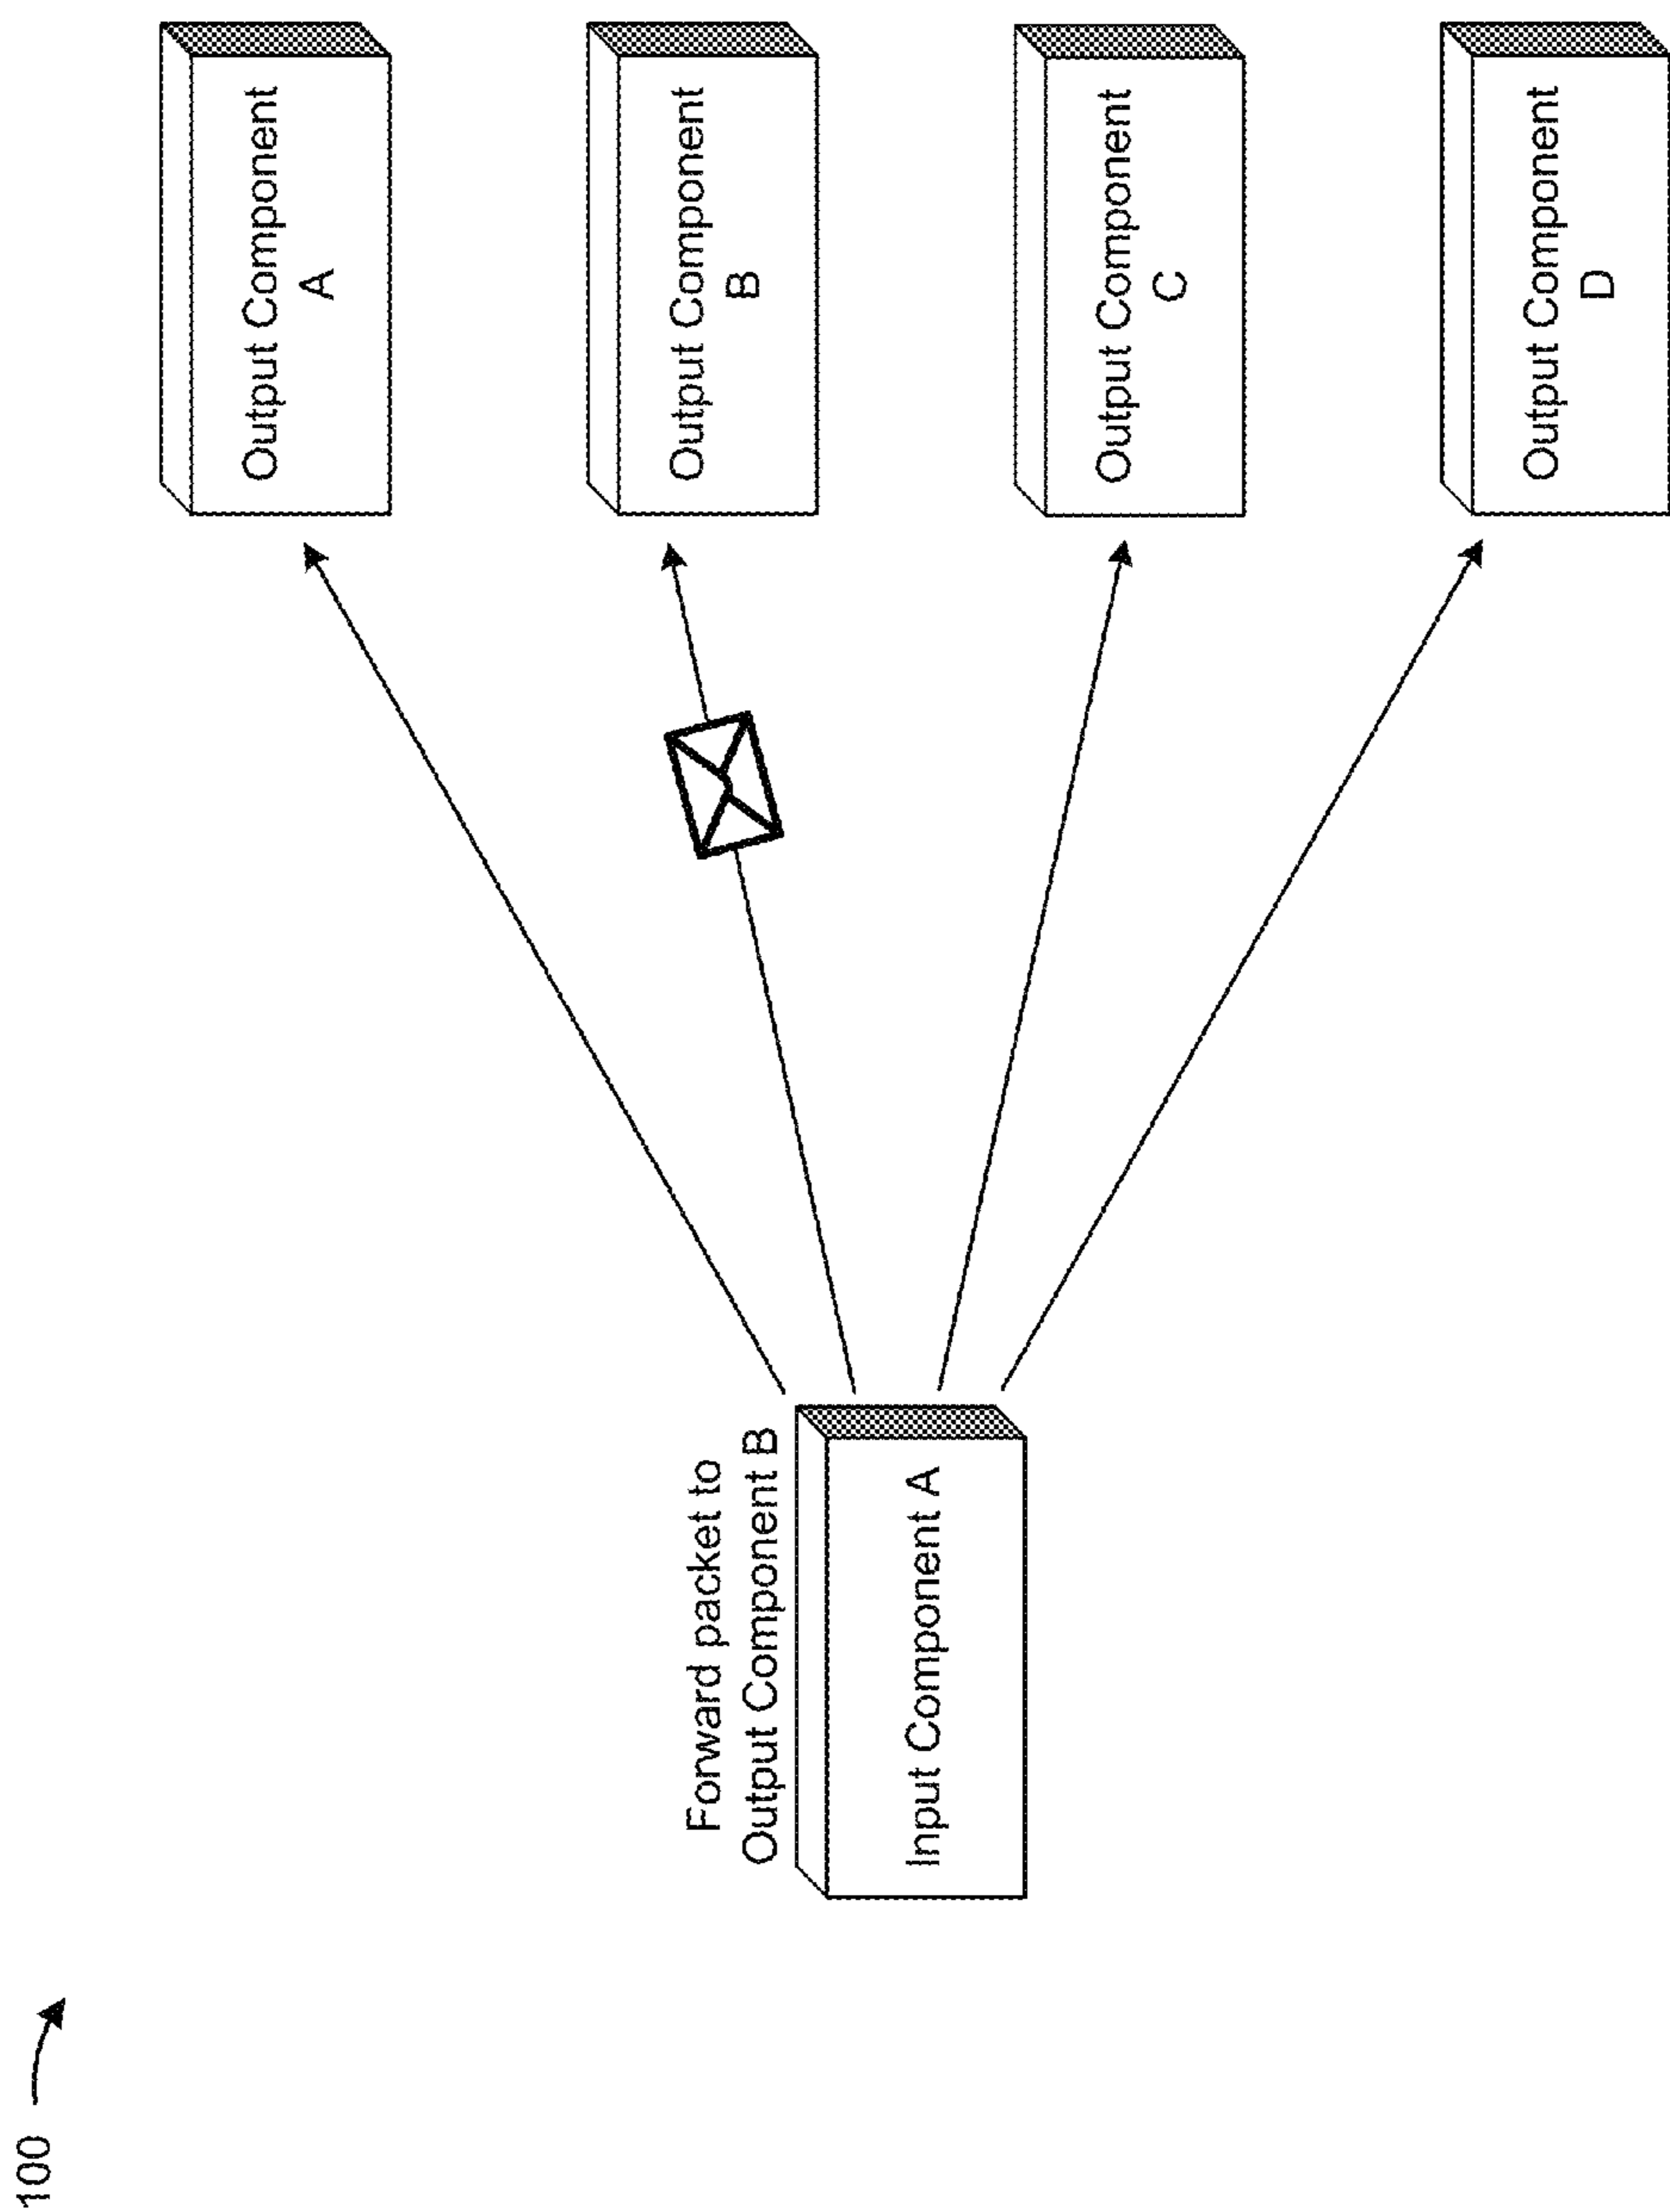 100
Forward packet to
Output Component B
Input Component A
Output Component
A
Output Component
B
Output Component
C
Output Component
D